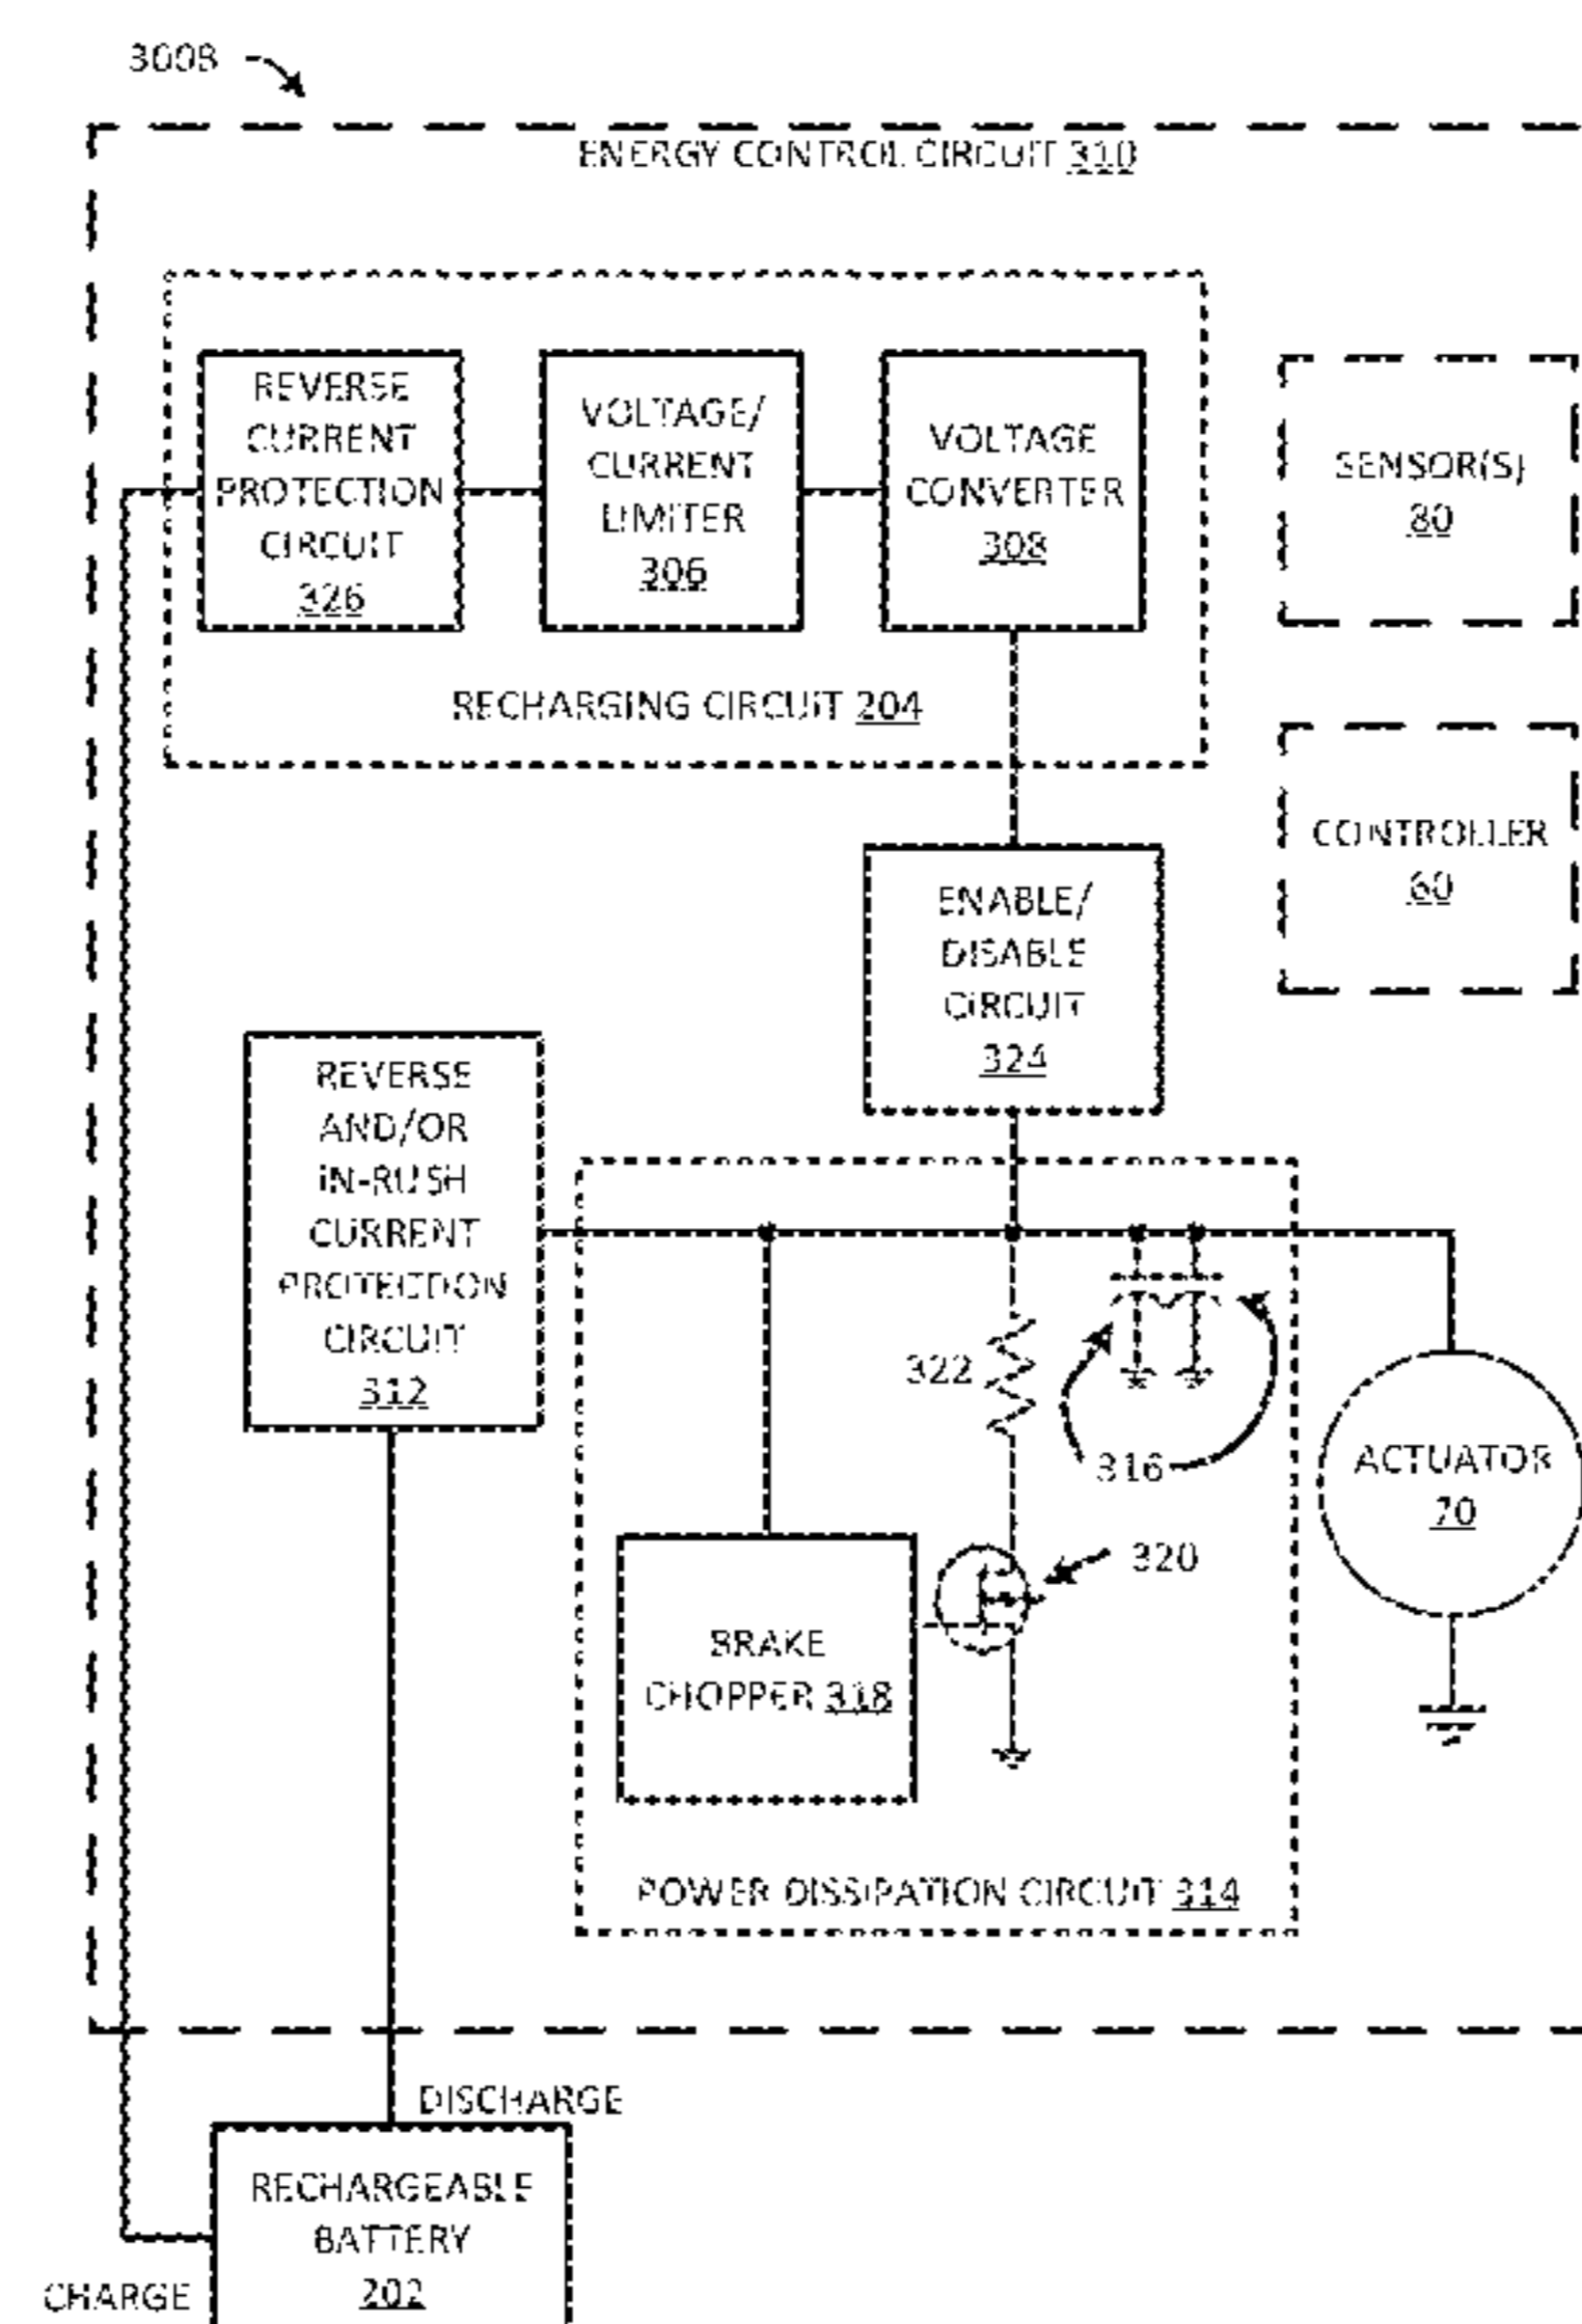 300B
ENERGY CONTROL CIRCUIT 310
REVERSE
CURRENT
PROTECTION
CIRCUIT
326
VOLTAGE/
CURRENT
LIMITER
306
VOLTAGE
CONVERTER
308
SENSOR(S)
80
RECHARGING CIRCUIT 204
CONTROLLER
60
ENABLE/
DISABLE
CIRCUIT
324
REVERSE
AND/OR
IN-RUSH
CURRENT
PROTECTION
CIRCUIT
312
322
316
ACTUATOR
70
320
BRAKE
CHOPPER 318
POWER DISSIPATION CIRCUIT 314
DISCHARGE
RECHARGEABLE
BATTERY
202
CHARGE